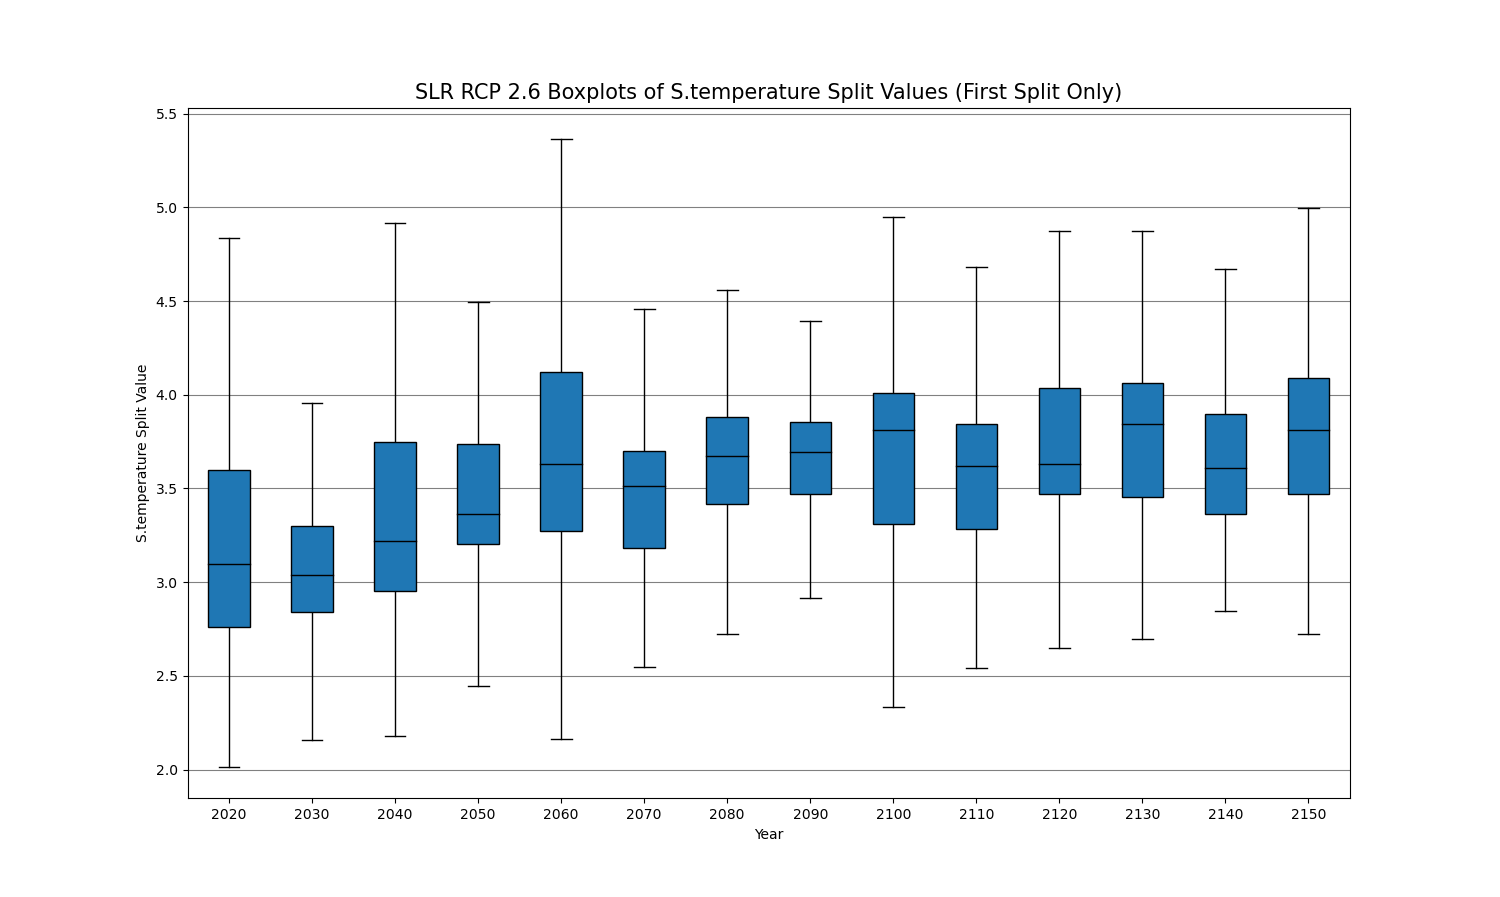 SLR RCP 2.6 Boxplots of S.temperature Split Values (First Split Only)
5.5
5.0
4.5
4.0
3.5
3.0
2.5
2.0
S.temperature Split Value
2020 2030 2040 2050 2060 2070 2080 2090 2100 2110 2120 2130 2140 2150
Year